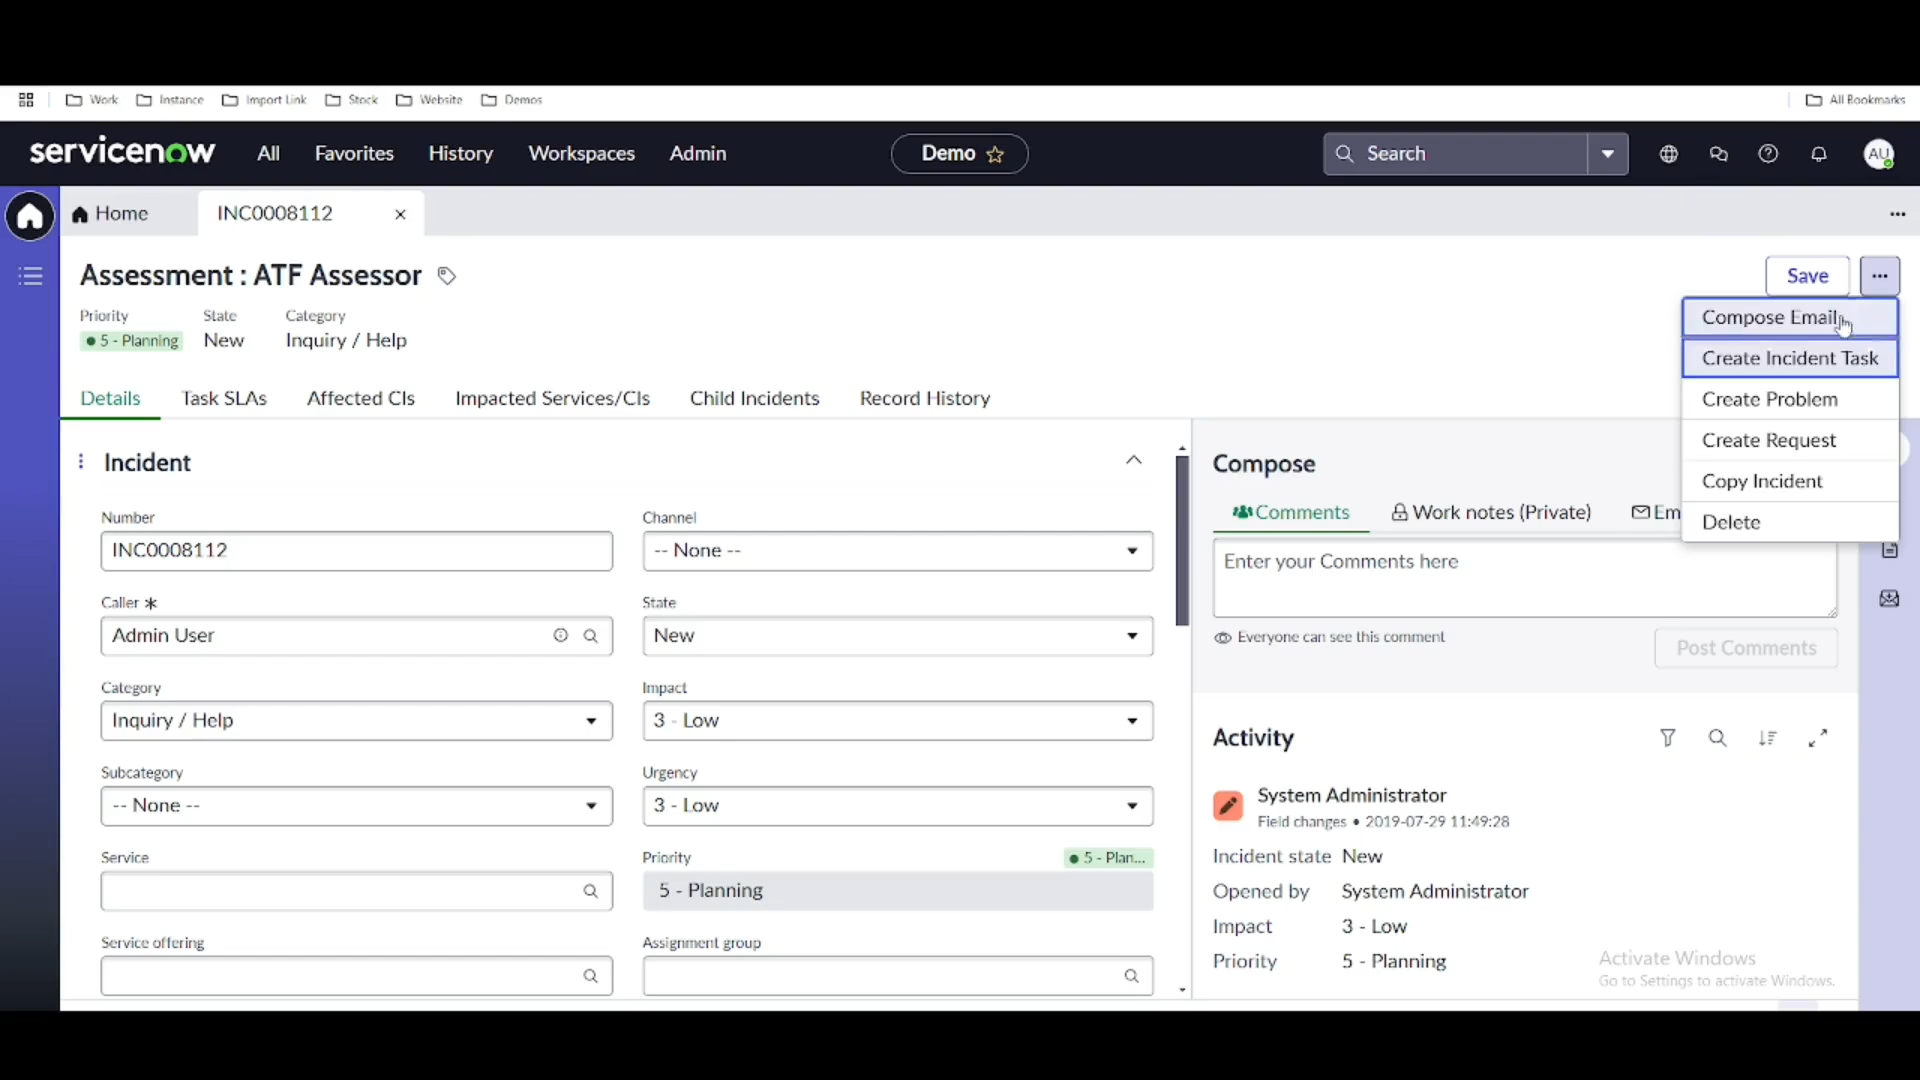 Work Instance Import Link Stock Website Demos All Bookmarks
servicenow All Favorites History Workspaces Admin Demo Search AU
Home INC0008112
Assessment : ATF Assessor Save
Priority State Category
5 - Planning New Inquiry / Help
Compose Email
Create Incident Task
Create Problem
Create Request
Copy Incident
Delete
Details Task SLAs Affected CIs Impacted Services/CIs Child Incidents Record History
Incident
Number
INC0008112
Channel
-- None --
Caller *
Admin User
State
New
Category
Inquiry / Help
Impact
3 - Low
Subcategory
-- None --
Urgency
3 - Low
Service
Priority 5 - Plan...
5 - Planning
Service offering
Assignment group
Compose
Comments Work notes (Private) Em
Enter your Comments here
Everyone can see this comment
Post Comments
Activity
System Administrator
Field changes • 2019-07-29 11:49:28
Incident state New
Opened by System Administrator
Impact 3 - Low
Priority 5 - Planning
Activate Windows
Go to Settings to activate Windows.